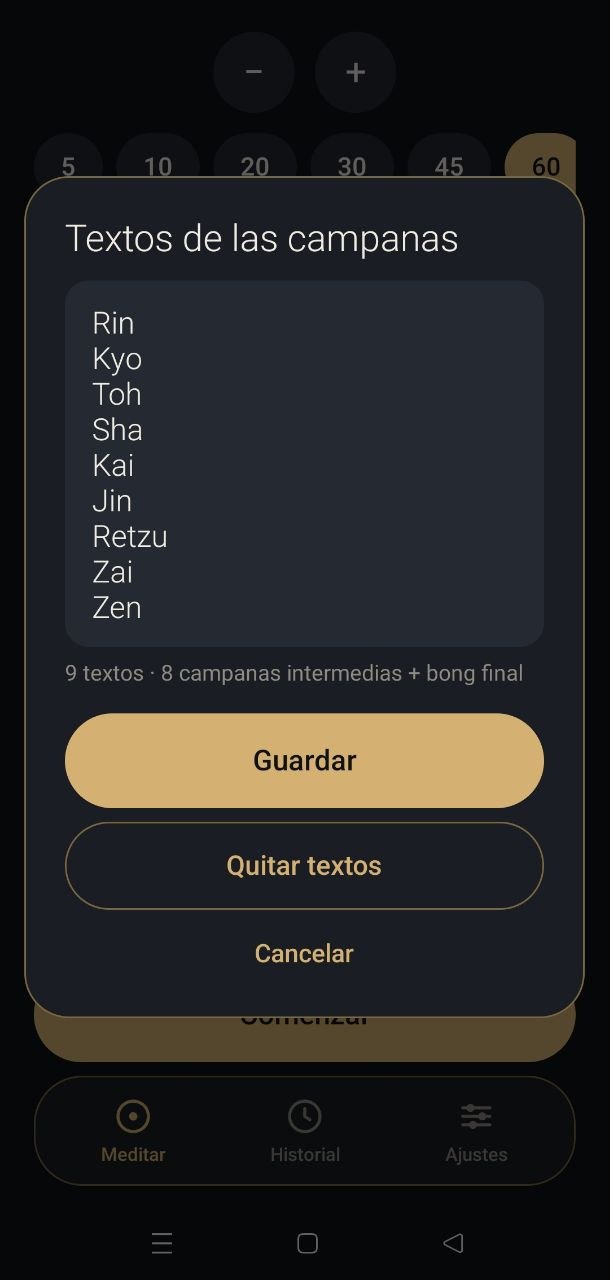 − +
5 10 20 30 45 60
Textos de las campanas
Rin
Kyo
Toh
Sha
Kai
Jin
Retzu
Zai
Zen
9 textos · 8 campanas intermedias + bong final
Guardar
Quitar textos
Cancelar
Comenzar
Meditar Historial Ajustes